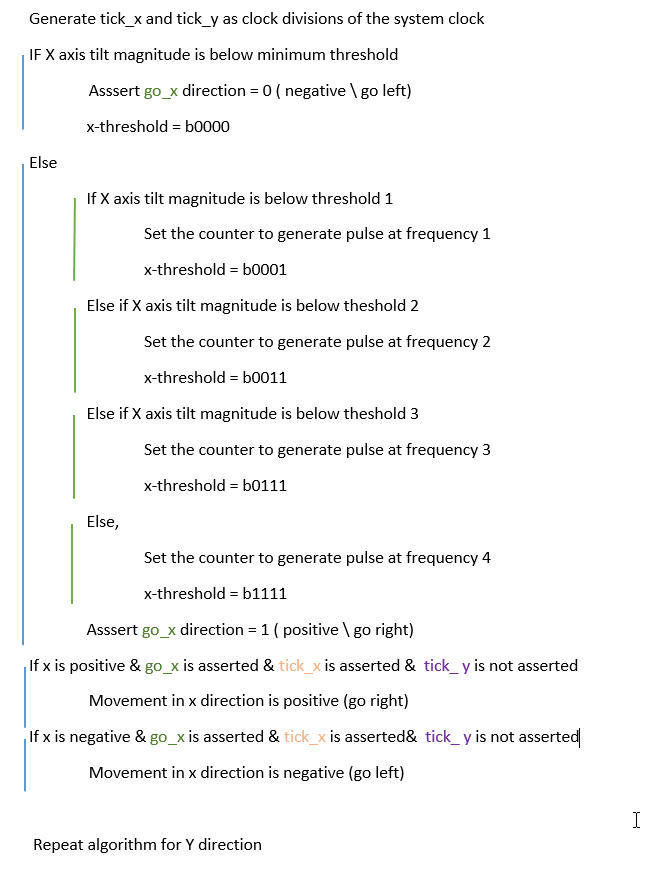 Generate tick_x and tick_y as clock divisions of the system clock
IF X axis tilt magnitude is below minimum threshold
Asssert go_x direction = 0 ( negative \ go left)
x-threshold = b0000
Else
If X axis tilt magnitude is below threshold 1
Set the counter to generate pulse at frequency 1
x-threshold = b0001
Else if X axis tilt magnitude is below theshold 2
Set the counter to generate pulse at frequency 2
x-threshold = b0011
Else if X axis tilt magnitude is below theshold 3
Set the counter to generate pulse at frequency 3
x-threshold = b0111
Else,
Set the counter to generate pulse at frequency 4
x-threshold = b1111
Asssert go_x direction = 1 ( positive \ go right)
If x is positive & go_x is asserted & tick_x is asserted & tick_ y is not asserted
Movement in x direction is positive (go right)
If x is negative & go_x is asserted & tick_x is asserted& tick_ y is not asserted
Movement in x direction is negative (go left)
Repeat algorithm for Y direction